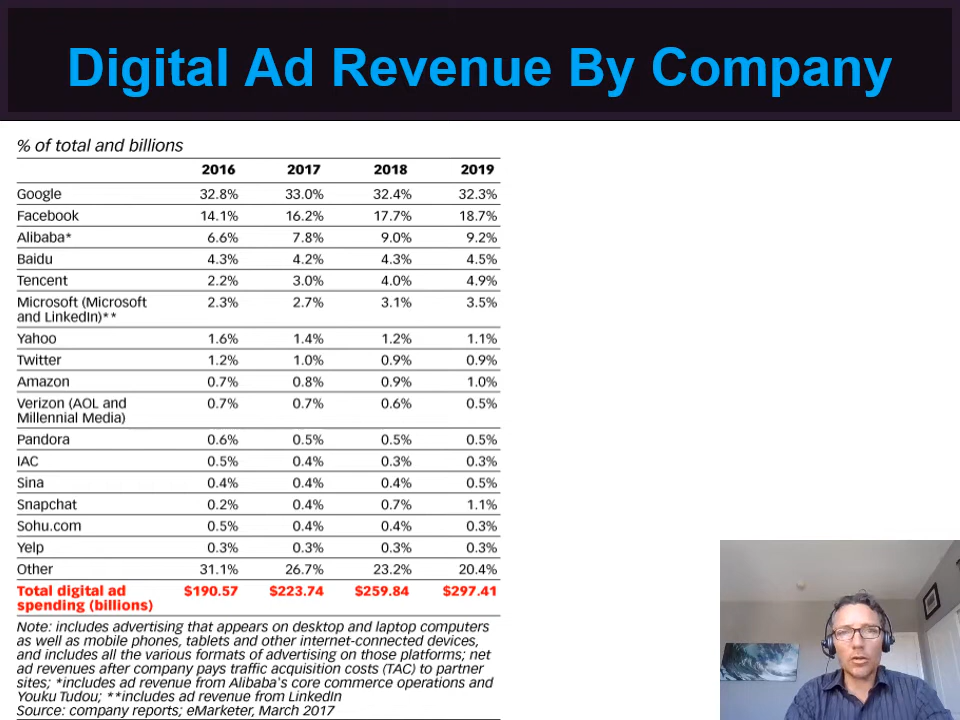 Digital Ad Revenue By Company
% of total and billions
2016 2017 2018 2019
Google 32.8% 33.0% 32.4% 32.3%
Facebook 14.1% 16.2% 17.7% 18.7%
Alibaba* 6.6% 7.8% 9.0% 9.2%
Baidu 4.3% 4.2% 4.3% 4.5%
Tencent 2.2% 3.0% 4.0% 4.9%
Microsoft (Microsoft 2.3% 2.7% 3.1% 3.5%
and LinkedIn)**
Yahoo 1.6% 1.4% 1.2% 1.1%
Twitter 1.2% 1.0% 0.9% 0.9%
Amazon 0.7% 0.8% 0.9% 1.0%
Verizon (AOL and 0.7% 0.7% 0.6% 0.5%
Millennial Media)
Pandora 0.6% 0.5% 0.5% 0.5%
IAC 0.5% 0.4% 0.3% 0.3%
Sina 0.4% 0.4% 0.4% 0.5%
Snapchat 0.2% 0.4% 0.7% 1.1%
Sohu.com 0.5% 0.4% 0.4% 0.3%
Yelp 0.3% 0.3% 0.3% 0.3%
Other 31.1% 26.7% 23.2% 20.4%
Total digital ad $190.57 $223.74 $259.84 $297.41
spending (billions)
Note: includes advertising that appears on desktop and laptop computers
as well as mobile phones, tablets and other internet-connected devices,
and includes all the various formats of advertising on those platforms; net
ad revenues after company pays traffic acquisition costs (TAC) to partner
sites; *includes ad revenue from Alibaba's core commerce operations and
Youku Tudou; **includes ad revenue from LinkedIn
Source: company reports; eMarketer, March 2017